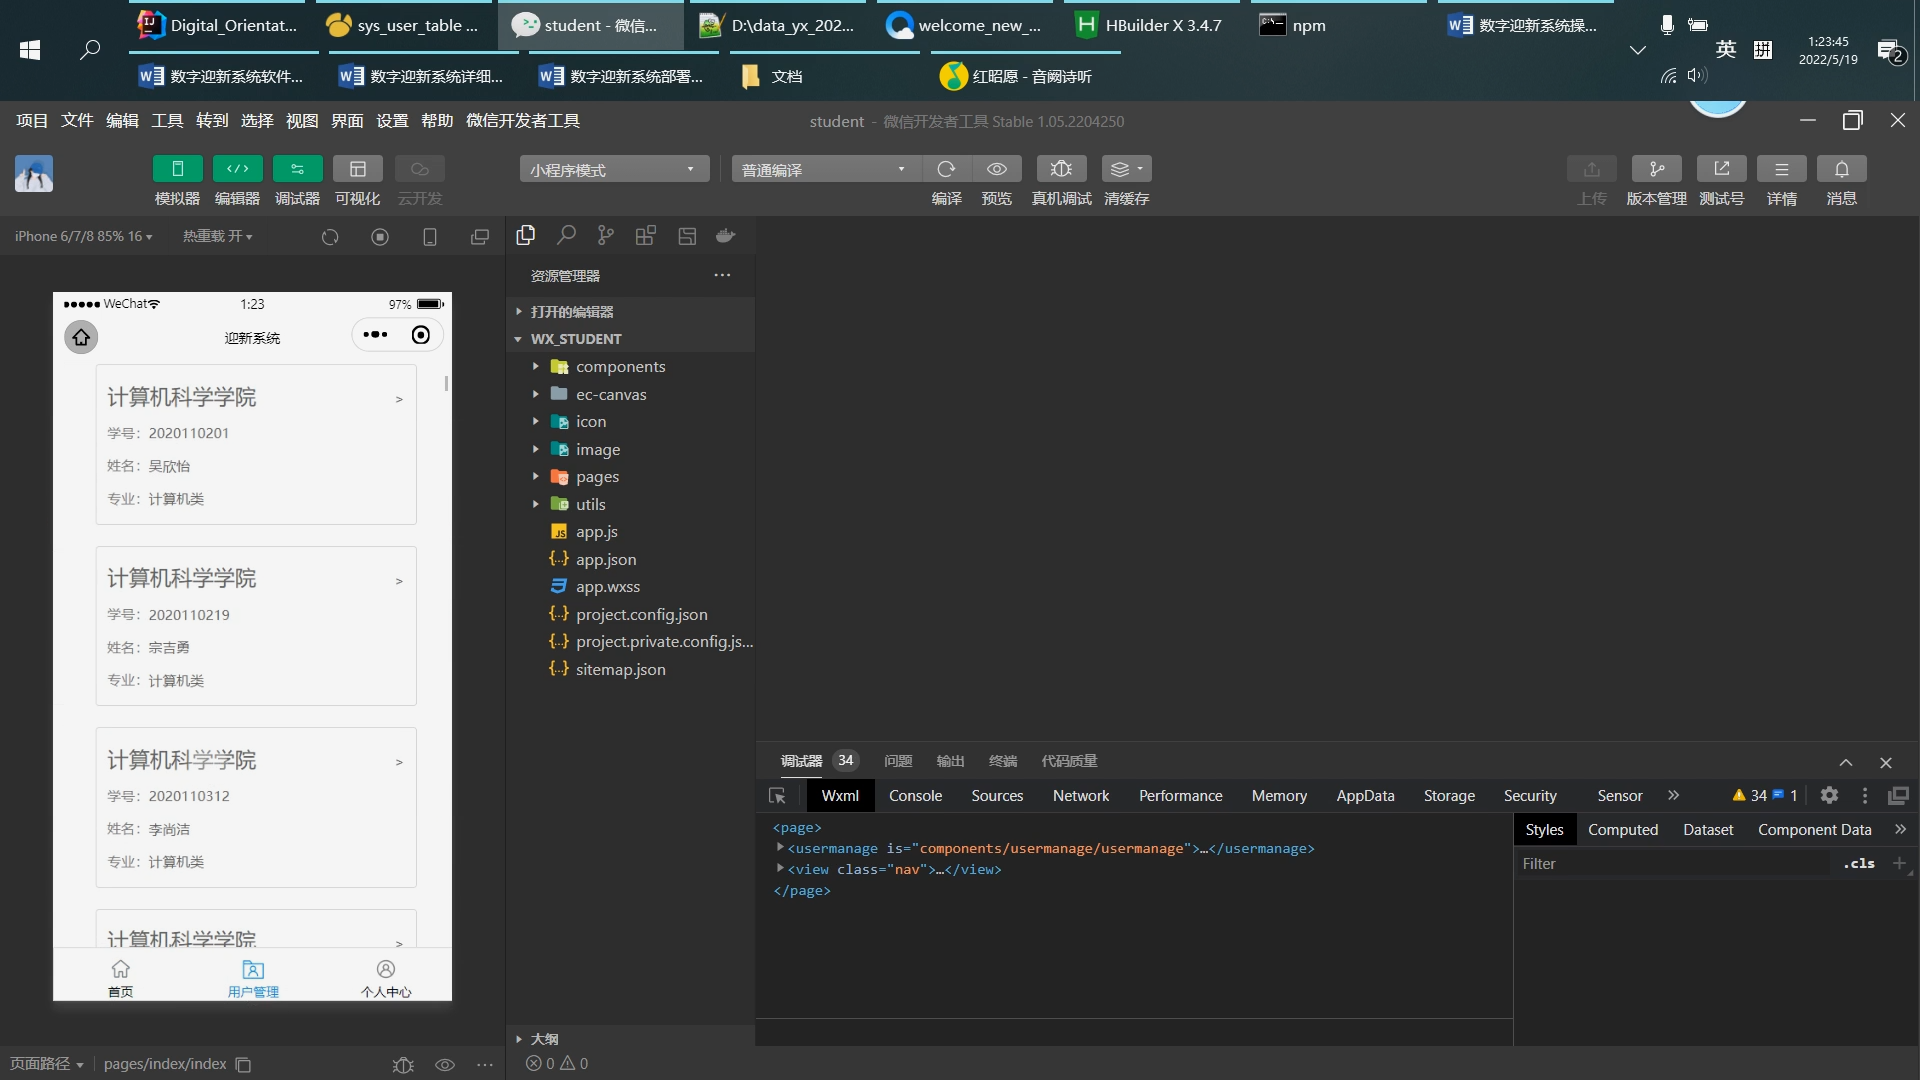 Digital_Orientat...
sys_user_table ...
student - 微信...
D:\data_yx_202...
welcome_new_...
HBuilder X 3.4.7
npm
数字迎新系统操...
数字迎新系统软件...
数字迎新系统详细...
数字迎新系统部署...
文档
红昭愿 - 音阙诗听
英
拼
1:23:45
2022/5/19
2
项目 文件 编辑 工具 转到 选择 视图 界面 设置 帮助 微信开发者工具
student - 微信开发者工具 Stable 1.05.2204250
小程序模式
普通编译
模拟器 编辑器 调试器 可视化 云开发
编译 预览 真机调试 清缓存
上传 版本管理 测试号 详情 消息
iPhone 6/7/8 85% 16
热重载 开
WeChat
1:23
97%
迎新系统
计算机科学学院 >
学号: 2020110201
姓名: 吴欣怡
专业: 计算机类
计算机科学学院 >
学号: 2020110219
姓名: 宗吉勇
专业: 计算机类
计算机科学学院 >
学号: 2020110312
姓名: 李尚洁
专业: 计算机类
计算机科学学院 >
首页 用户管理 个人中心
页面路径
pages/index/index
资源管理器
打开的编辑器
WX_STUDENT
components
ec-canvas
icon
image
pages
utils
app.js
app.json
app.wxss
project.config.json
project.private.config.js...
sitemap.json
大纲
0 0
调试器 34 问题 输出 终端 代码质量
Wxml Console Sources Network Performance Memory AppData Storage Security Sensor
34 1
<page>
<usermanage is="components/usermanage/usermanage">…</usermanage>
<view class="nav">…</view>
</page>
Styles Computed Dataset Component Data
Filter
.cls